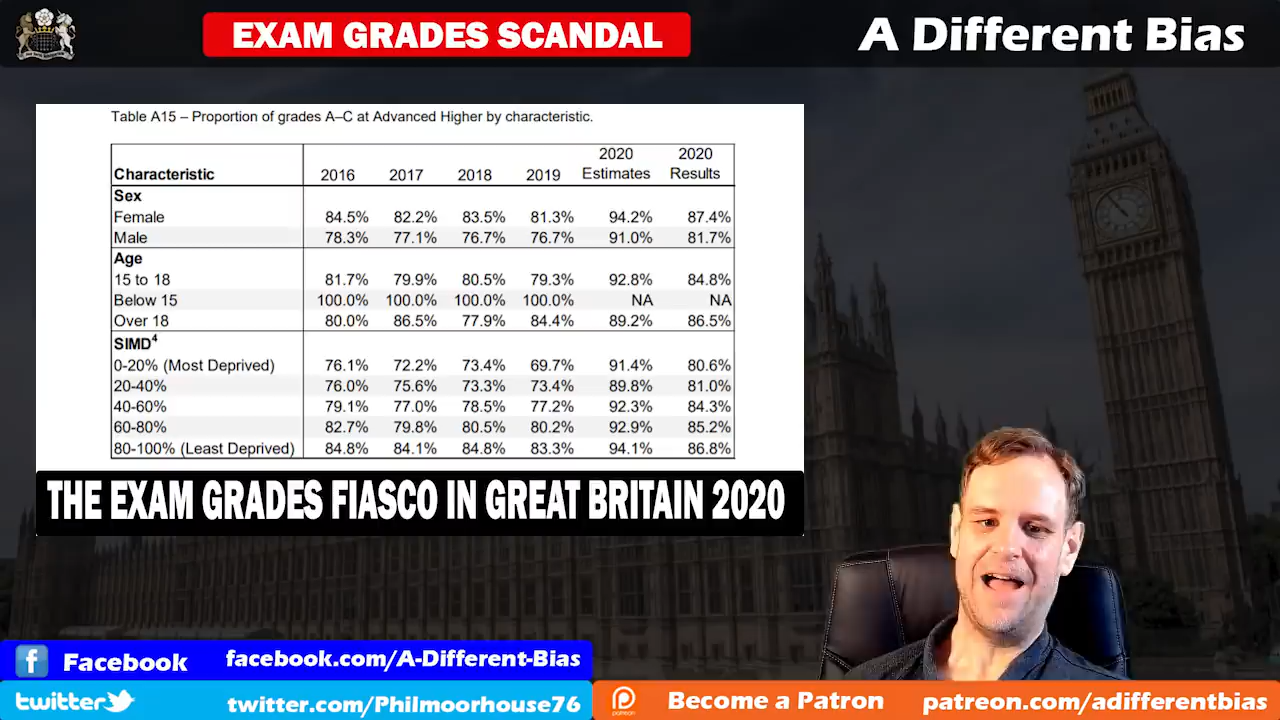 EXAM GRADES SCANDAL
A Different Bias
Table A15 – Proportion of grades A–C at Advanced Higher by characteristic.
Characteristic 2016 2017 2018 2019 2020 Estimates 2020 Results
Sex
Female 84.5% 82.2% 83.5% 81.3% 94.2% 87.4%
Male 78.3% 77.1% 76.7% 76.7% 91.0% 81.7%
Age
15 to 18 81.7% 79.9% 80.5% 79.3% 92.8% 84.8%
Below 15 100.0% 100.0% 100.0% 100.0% NA NA
Over 18 80.0% 86.5% 77.9% 84.4% 89.2% 86.5%
SIMD⁴
0-20% (Most Deprived) 76.1% 72.2% 73.4% 69.7% 91.4% 80.6%
20-40% 76.0% 75.6% 73.3% 73.4% 89.8% 81.0%
40-60% 79.1% 77.0% 78.5% 77.2% 92.3% 84.3%
60-80% 82.7% 79.8% 80.5% 80.2% 92.9% 85.2%
80-100% (Least Deprived) 84.8% 84.1% 84.8% 83.3% 94.1% 86.8%
THE EXAM GRADES FIASCO IN GREAT BRITAIN 2020
f Facebook facebook.com/A-Different-Bias
twitter twitter.com/Philmoorhouse76
patreon Become a Patron patreon.com/adifferentbias